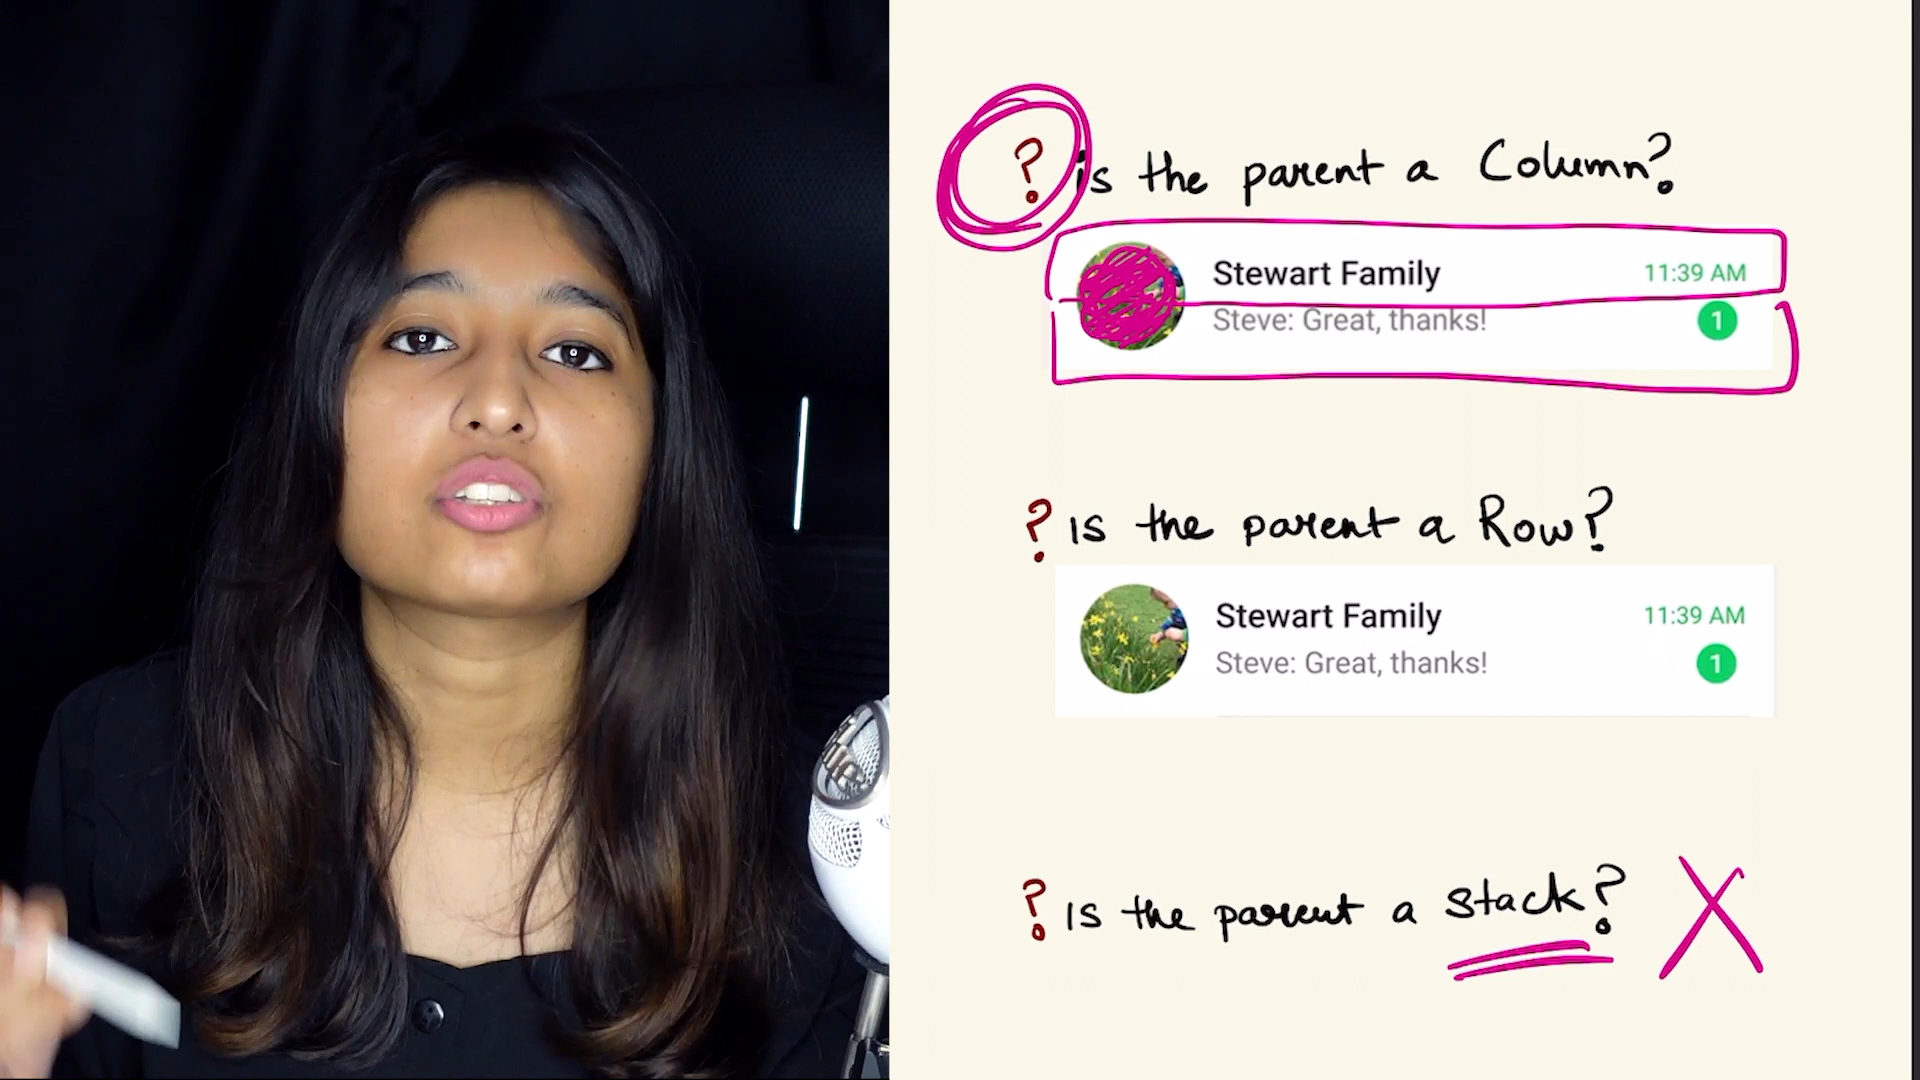 ? is the parent a Column?
Stewart Family 11:39 AM
Steve: Great, thanks! 1
? is the parent a Row?
Stewart Family 11:39 AM
Steve: Great, thanks! 1
? is the parent a stack? X